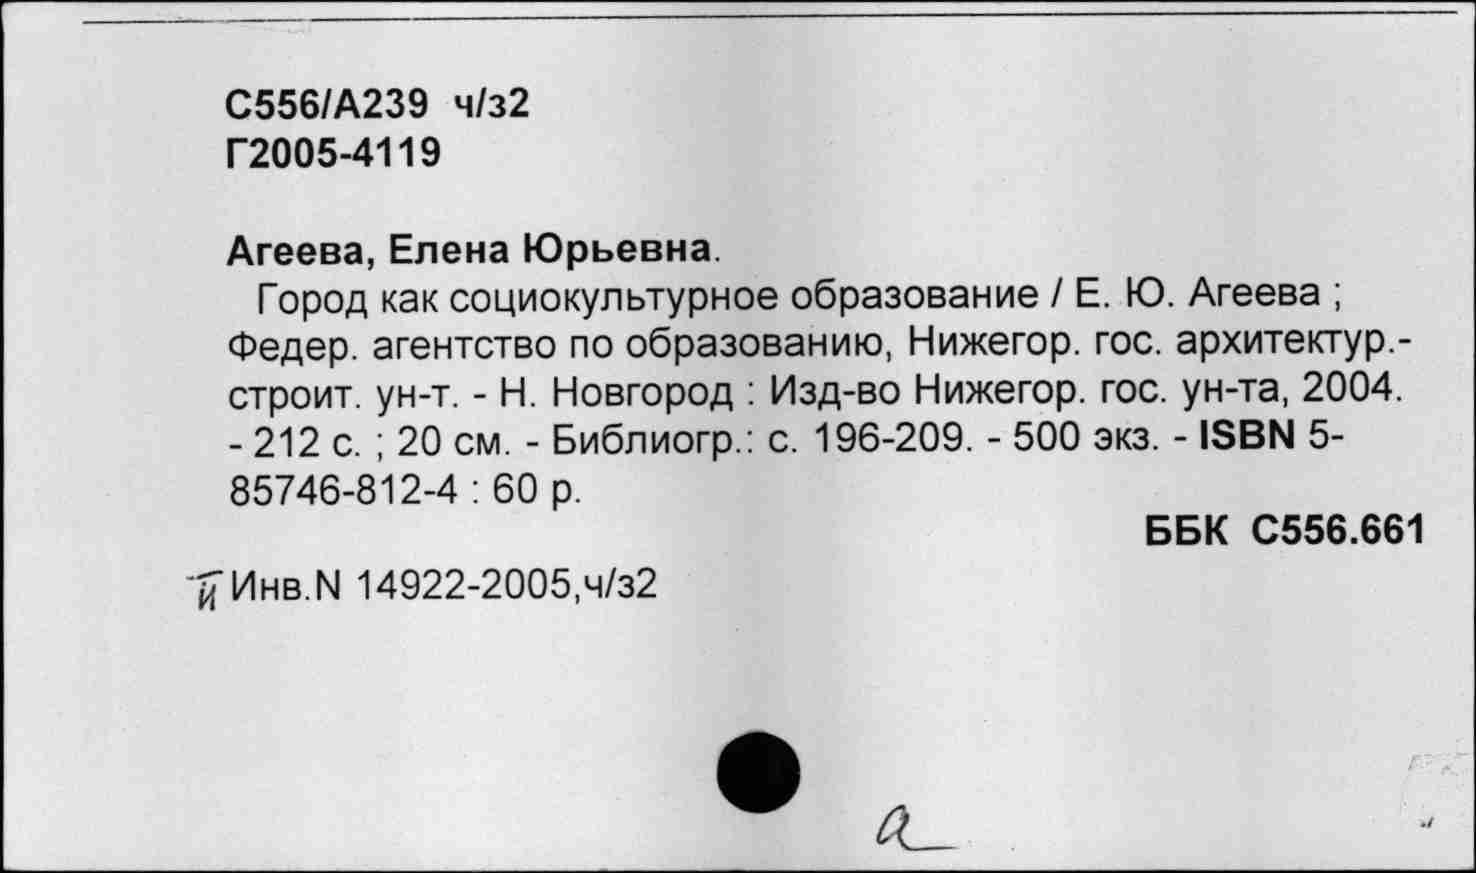 С556/А239 ч/з2
Г2005-4119
Агеева, Елена Юрьевна.
Город как социокультурное образование / Е. Ю. Агеева ;
Федер. агентство по образованию, Нижегор. гос. архитектур.-
строит. ун-т. - Н. Новгород : Изд-во Нижегор. гос. ун-та, 2004.
- 212 с. ; 20 см. - Библиогр.: с. 196-209. - 500 экз. - ISBN 5-
85746-812-4 : 60 р.
ББК С556.661
Инв.N 14922-2005,ч/з2
а